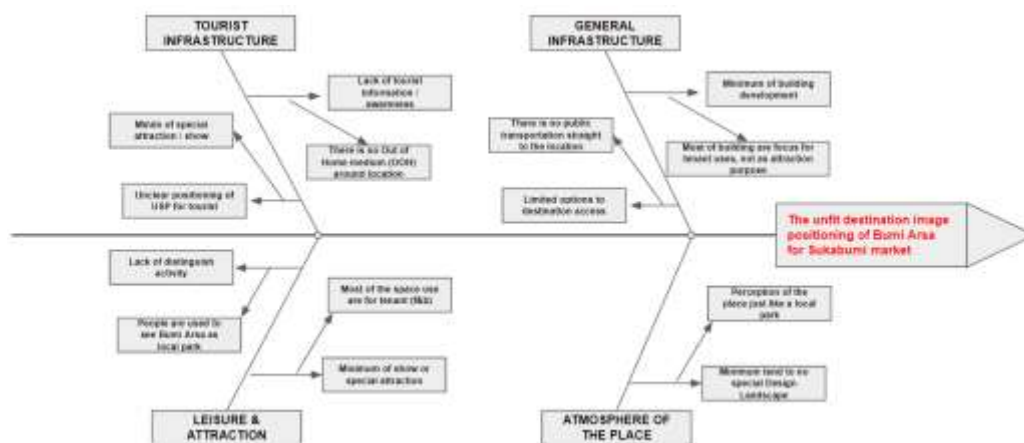 TOURIST
INFRASTRUCTURE
GENERAL
INFRASTRUCTURE
Lack of tourist
information /
awareness
Minim of special
attraction / show
There is no Out of
Home medium (OOH)
around location
Unclear positioning of
USP for tourist
Minimum of building
development
There is no public
transportation straight
to the location
Most of building are focus for
tenant uses, not as attraction
purpose
Limited options to
destination access
The unfit destination image
positioning of Bumi Arsa
for Sukabumi market
Lack of distinguish
activity
Most of the space use
are for tenant
People are used to
see Bumi Arsa as
local park
Minimum of show or
special attraction
Perception of the
place just like a local
park
Minimum tend to no
special Design
Landscape
LEISURE &
ATTRACTION
ATMOSPHERE OF
THE PLACE